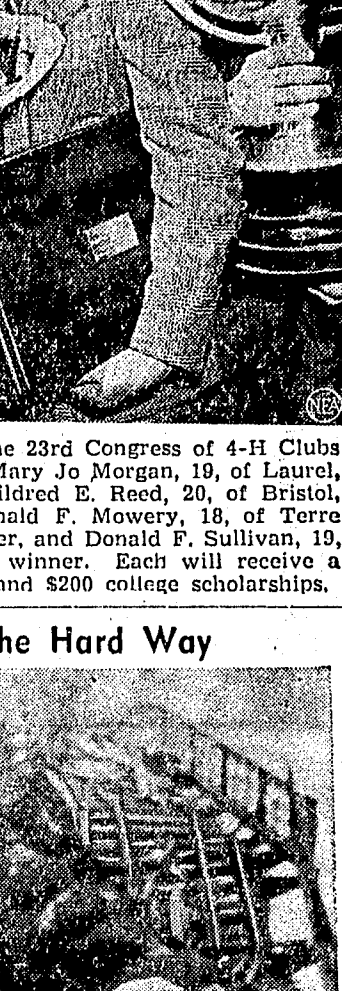 NEA
he 23rd Congress of 4-H Clubs
Mary Jo Morgan, 19, of Laurel,
ildred E. Reed, 20, of Bristol,
nald F. Mowery, 18, of Terre
er, and Donald F. Sullivan, 19,
winner. Each will receive a
and $200 college scholarships.
he Hard Way